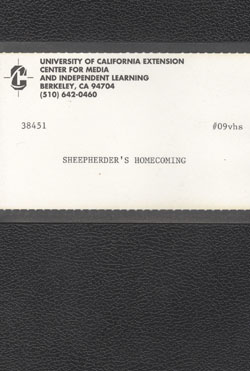 UNIVERSITY OF CALIFORNIA EXTENSION
CENTER FOR MEDIA
AND INDEPENDENT LEARNING
BERKELEY, CA 94704
(510) 642-0460
38451 #09vhs
SHEEPHERDER'S HOMECOMING